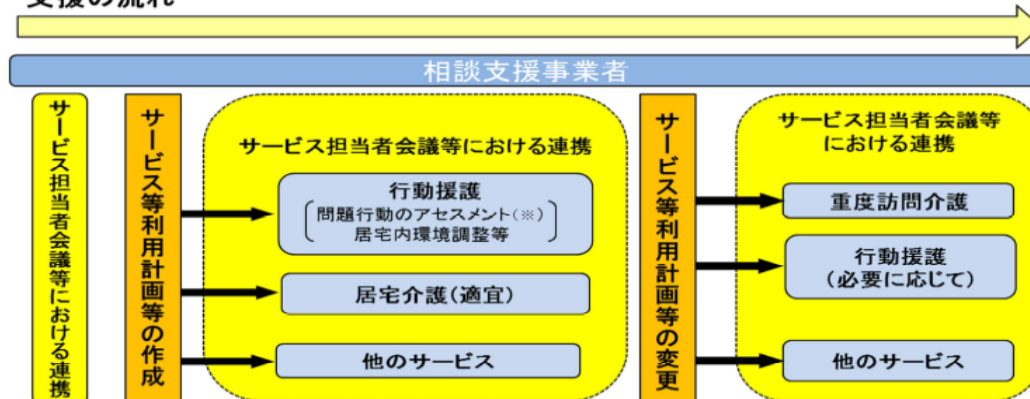 支援の流れ
相談支援事業者
サービス担当者会議等における連携
サービス等利用計画等の作成
サービス担当者会議等における連携
行動援護
問題行動のアセスメント(※)
居宅内環境調整等
居宅介護(適宜)
他のサービス
サービス等利用計画等の変更
サービス担当者会議等
における連携
重度訪問介護
行動援護
(必要に応じて)
他のサービス